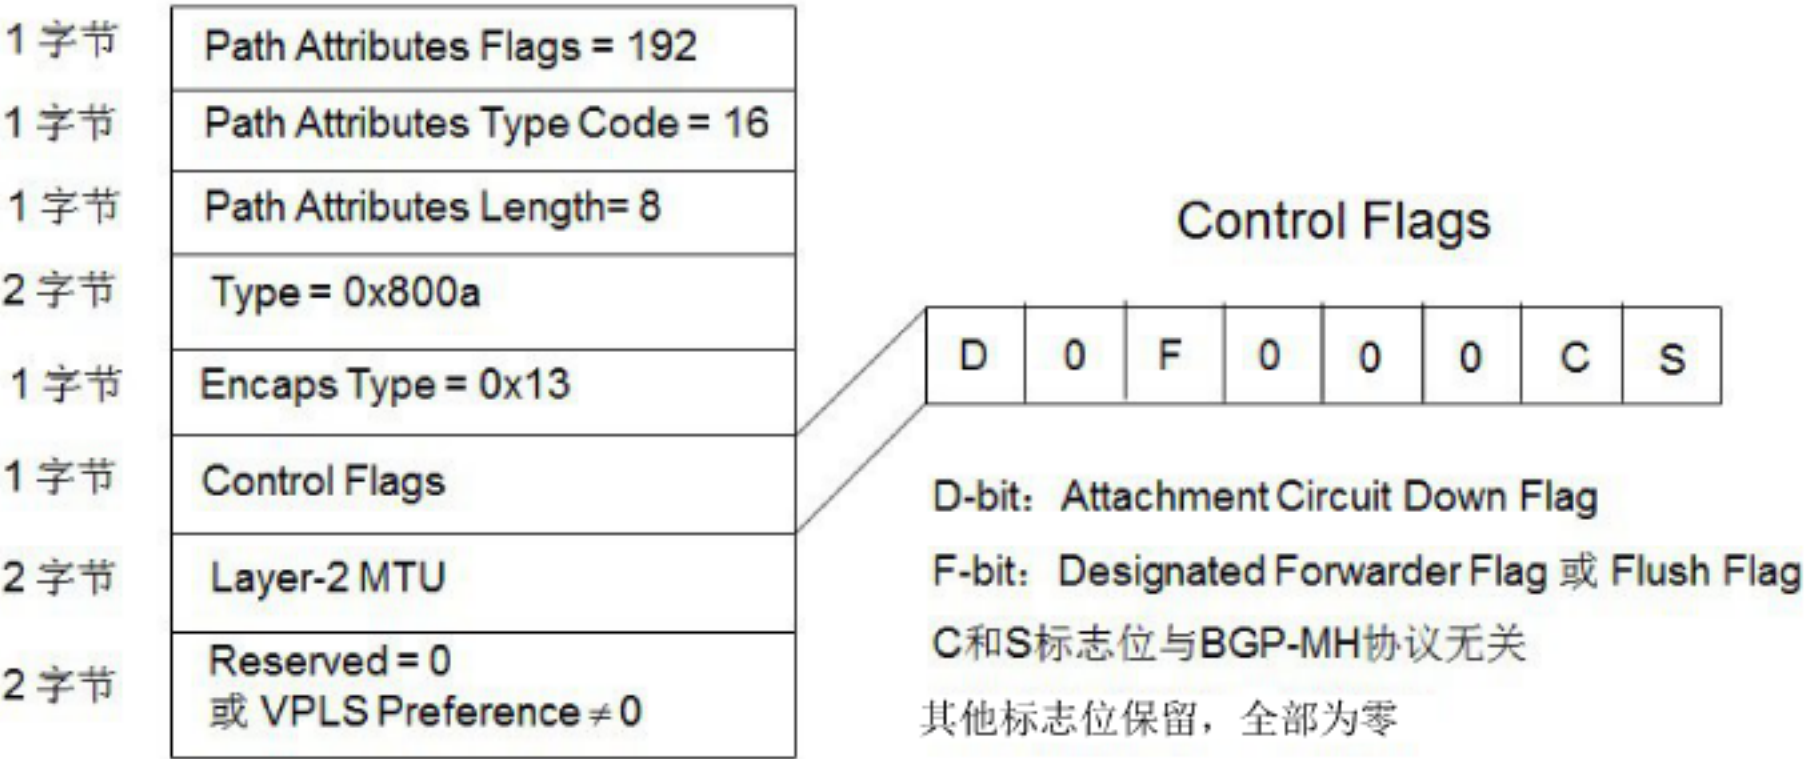 1 字节
Path Attributes Flags = 192
1 字节
Path Attributes Type Code = 16
1 字节
Path Attributes Length= 8
2 字节
Type = 0x800a
1 字节
Encaps Type = 0x13
1 字节
Control Flags
2 字节
Layer-2 MTU
2 字节
Reserved = 0
或 VPLS Preference ≠ 0
Control Flags
D 0 F 0 0 0 C S
D-bit： Attachment Circuit Down Flag
F-bit： Designated Forwarder Flag 或 Flush Flag
C和S标志位与BGP-MH协议无关
其他标志位保留，全部为零